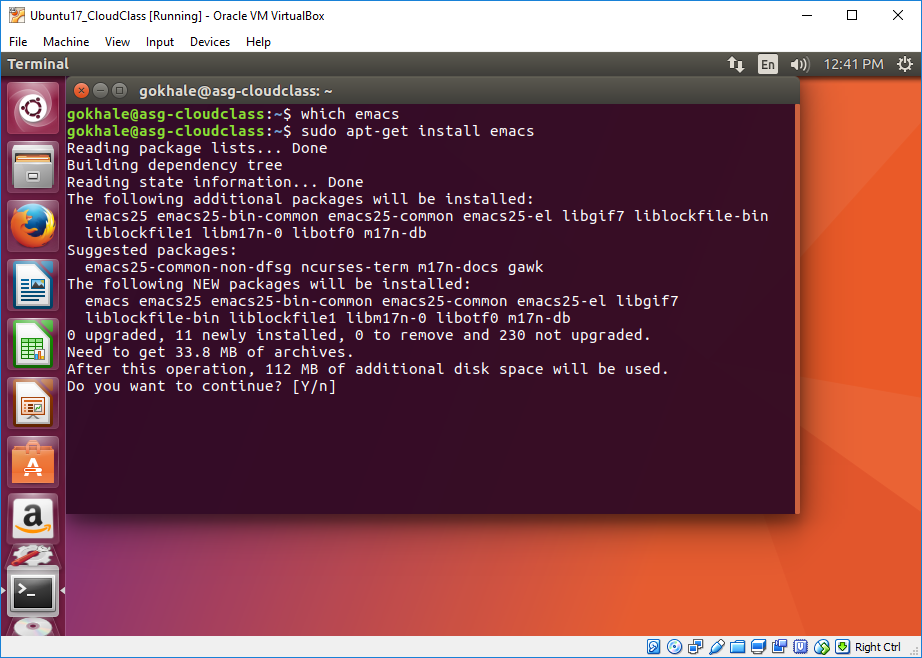 Ubuntu17_CloudClass [Running] - Oracle VM VirtualBox
File Machine View Input Devices Help
Terminal En 12:41 PM
gokhale@asg-cloudclass: ~
gokhale@asg-cloudclass:~$ which emacs
gokhale@asg-cloudclass:~$ sudo apt-get install emacs
Reading package lists... Done
Building dependency tree
Reading state information... Done
The following additional packages will be installed:
  emacs25 emacs25-bin-common emacs25-common emacs25-el libgif7 liblockfile-bin
  liblockfile1 libm17n-0 libotf0 m17n-db
Suggested packages:
  emacs25-common-non-dfsg ncurses-term m17n-docs gawk
The following NEW packages will be installed:
  emacs emacs25 emacs25-bin-common emacs25-common emacs25-el libgif7
  liblockfile-bin liblockfile1 libm17n-0 libotf0 m17n-db
0 upgraded, 11 newly installed, 0 to remove and 230 not upgraded.
Need to get 33.8 MB of archives.
After this operation, 112 MB of additional disk space will be used.
Do you want to continue? [Y/n]
a
>_
Right Ctrl